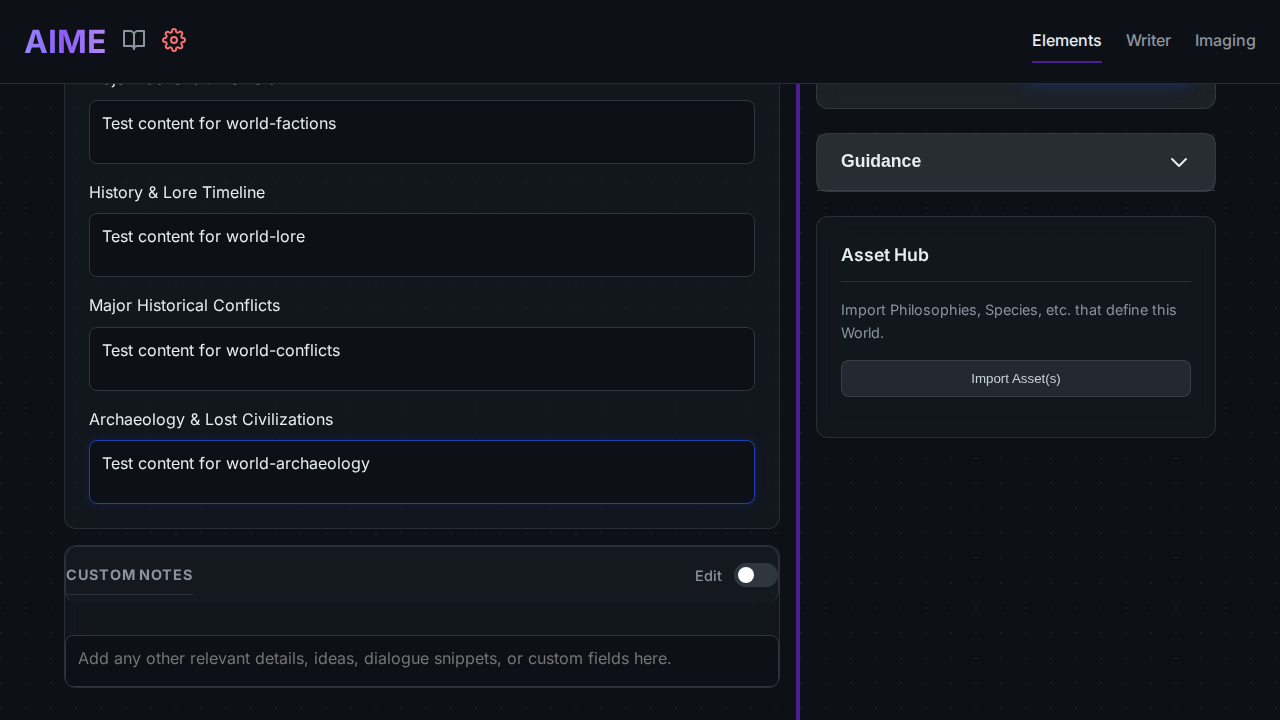 AIME
Elements
Writer
Imaging
Test content for world-factions
History & Lore Timeline
Test content for world-lore
Major Historical Conflicts
Test content for world-conflicts
Archaeology & Lost Civilizations
Test content for world-archaeology
CUSTOM NOTES
Edit
Add any other relevant details, ideas, dialogue snippets, or custom fields here.
Guidance
Asset Hub
Import Philosophies, Species, etc. that define this
World.
Import Asset(s)